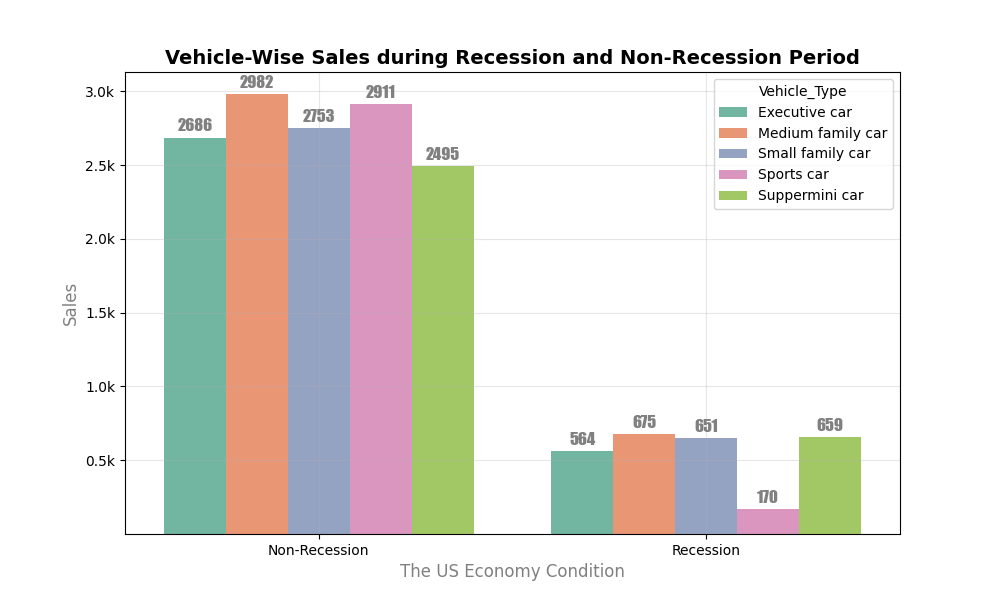 Vehicle-Wise Sales during Recession and Non-Recession Period
3.0k
2.5k
2.0k
1.5k
1.0k
0.5k
Sales
2686
2982
2753
2911
2495
564
675
651
170
659
Vehicle_Type
Executive car
Medium family car
Small family car
Sports car
Suppermini car
Non-Recession
Recession
The US Economy Condition